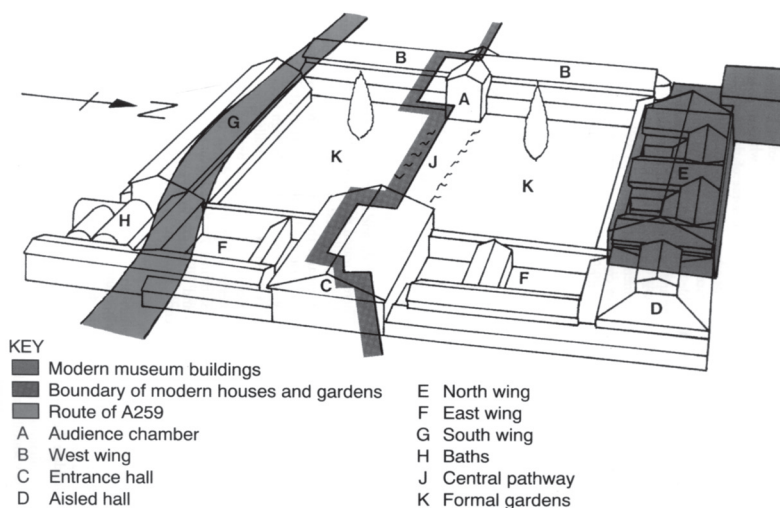 B
B
A
G
K
J
K
E
H
F
C
F
D
N
KEY
Modern museum buildings
Boundary of modern houses and gardens
Route of A259
A Audience chamber
B West wing
C Entrance hall
D Aisled hall
E North wing
F East wing
G South wing
H Baths
J Central pathway
K Formal gardens